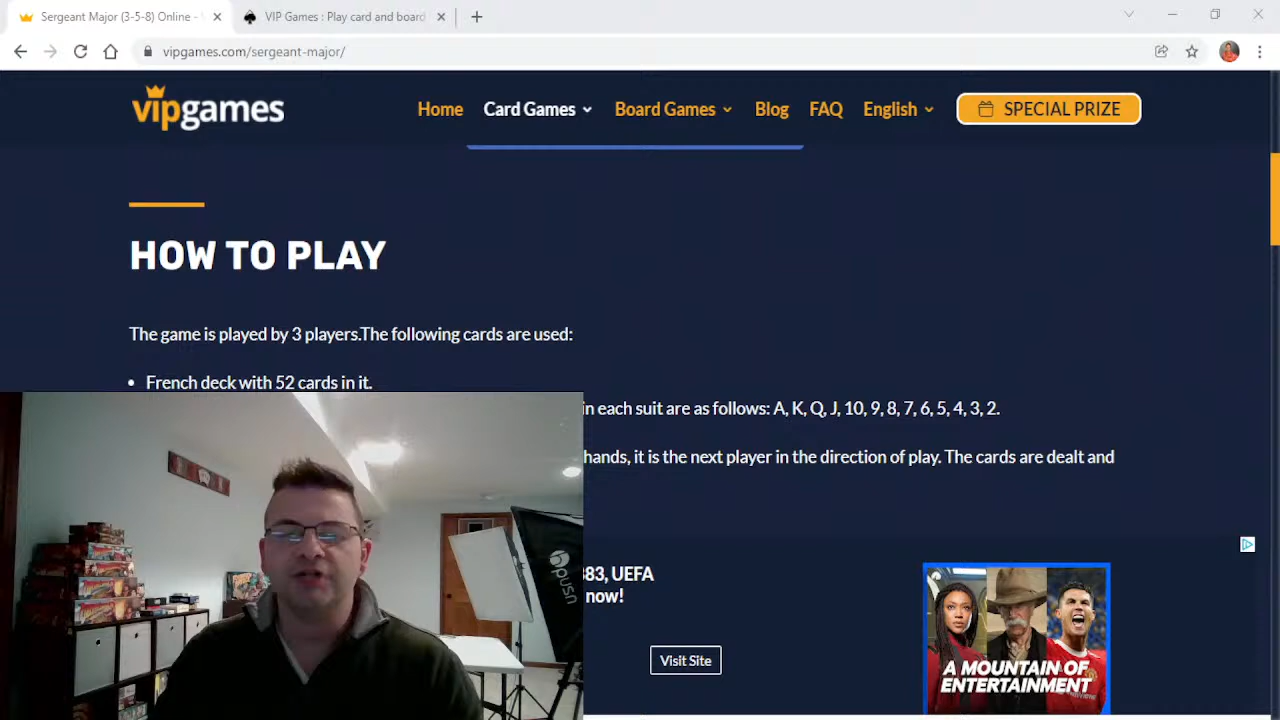 Sergeant Major (3-5-8) Online -
VIP Games : Play card and board
vipgames.com/sergeant-major/
vipgames
Home
Card Games
Board Games
Blog
FAQ
English
SPECIAL PRIZE
HOW TO PLAY
The game is played by 3 players.The following cards are used:
• French deck with 52 cards in it.
in each suit are as follows: A, K, Q, J, 10, 9, 8, 7, 6, 5, 4, 3, 2.
hands, it is the next player in the direction of play. The cards are dealt and
383, UEFA
now!
Visit Site
A MOUNTAIN OF
ENTERTAINMENT